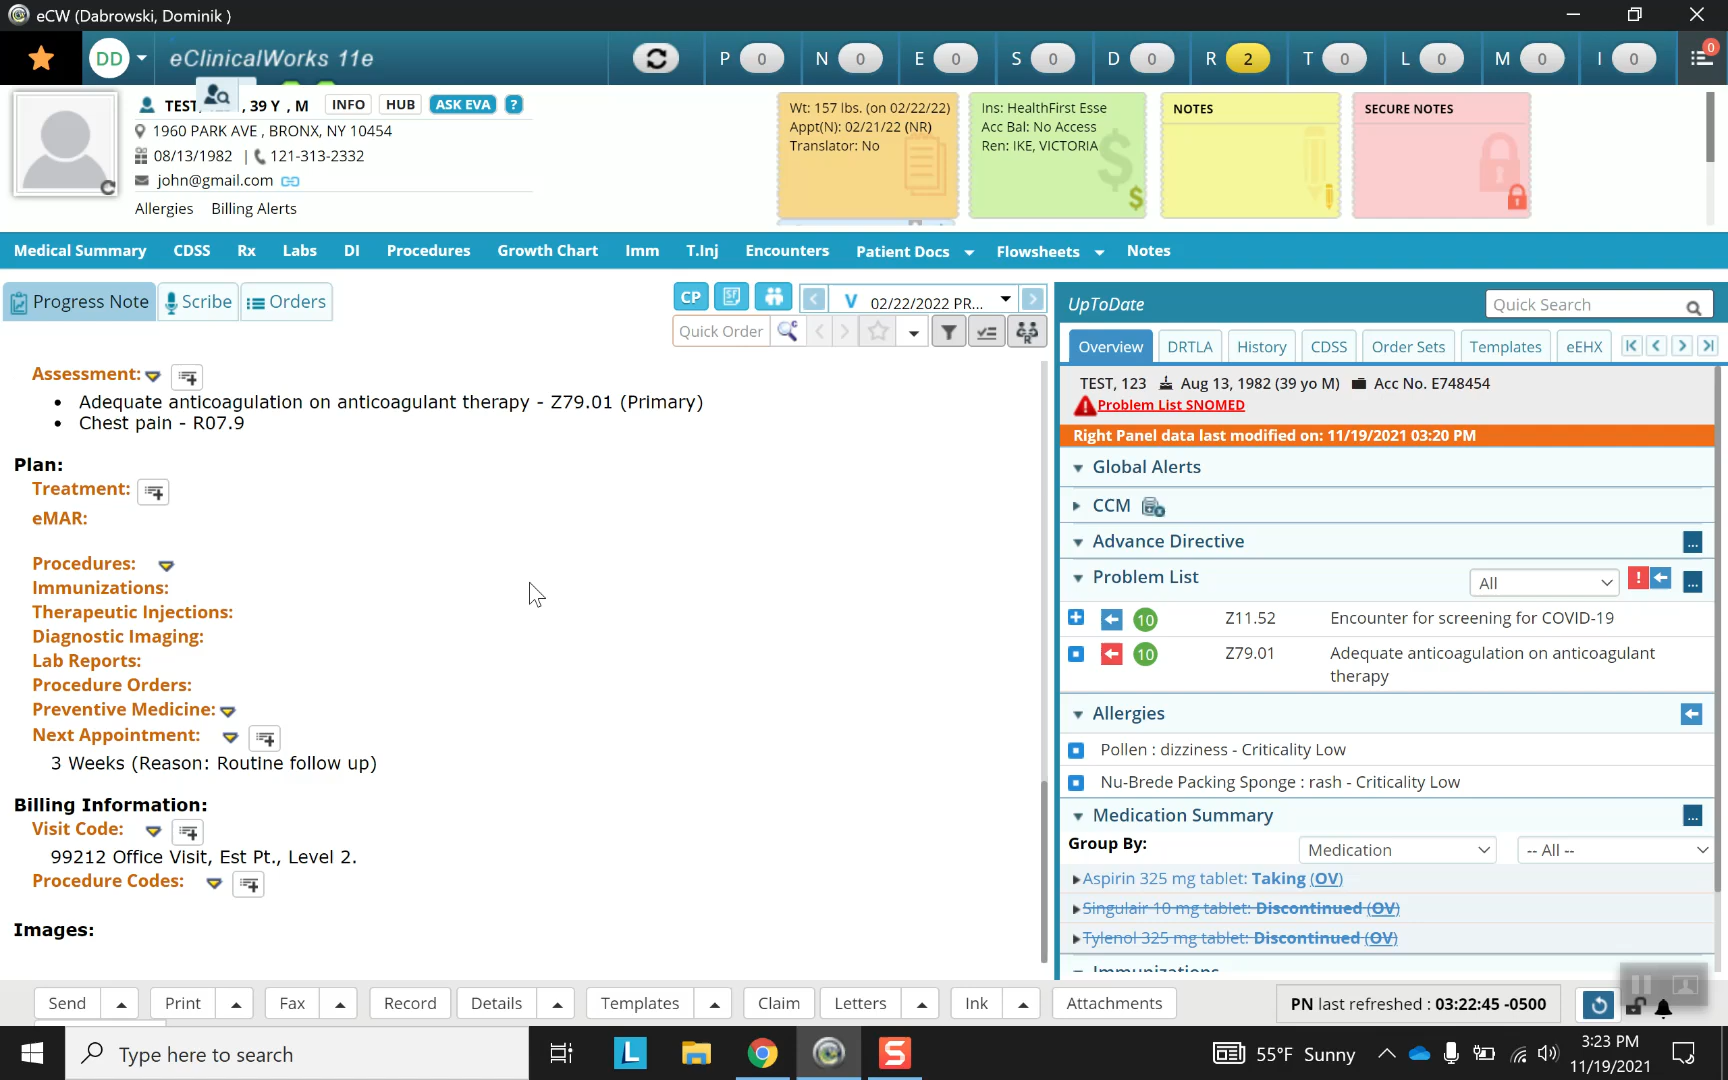 eCW (Dabrowski, Dominik )
DD eClinicalWorks 11e P 0 N 0 E 0 S 0 D 0 R 2 T 0 L 0 M 0 I 0 0
TEST, , 39 Y , M INFO HUB ASK EVA ?
1960 PARK AVE , BRONX, NY 10454
08/13/1982 | 121-313-2332
john@gmail.com
Allergies Billing Alerts
Wt: 157 lbs. (on 02/22/22)
Appt(N): 02/21/22 (NR)
Translator: No
Ins: HealthFirst Esse
Acc Bal: No Access
Ren: IKE, VICTORIA
NOTES
SECURE NOTES
Medical Summary CDSS Rx Labs DI Procedures Growth Chart Imm T.Inj Encounters Patient Docs Flowsheets Notes
Progress Note Scribe Orders CP V 02/22/2022 PR...
Quick Order
Assessment:
• Adequate anticoagulation on anticoagulant therapy - Z79.01 (Primary)
• Chest pain - R07.9
Plan:
Treatment:
eMAR:
Procedures:
Immunizations:
Therapeutic Injections:
Diagnostic Imaging:
Lab Reports:
Procedure Orders:
Preventive Medicine:
Next Appointment:
3 Weeks (Reason: Routine follow up)
Billing Information:
Visit Code:
99212 Office Visit, Est Pt., Level 2.
Procedure Codes:
Images:
UpToDate Quick Search
Overview DRTLA History CDSS Order Sets Templates eEHX
TEST, 123 Aug 13, 1982 (39 yo M) Acc No. E748454
Problem List SNOMED
Right Panel data last modified on: 11/19/2021 03:20 PM
Global Alerts
CCM
Advance Directive ...
Problem List All ! ...
10 Z11.52 Encounter for screening for COVID-19
10 Z79.01 Adequate anticoagulation on anticoagulant
therapy
Allergies
Pollen : dizziness - Criticality Low
Nu-Brede Packing Sponge : rash - Criticality Low
Medication Summary ...
Group By: Medication -- All --
Aspirin 325 mg tablet: Taking (OV)
Singulair 10 mg tablet: Discontinued (OV)
Tylenol 325 mg tablet: Discontinued (OV)
Immunizations
Send Print Fax Record Details Templates Claim Letters Ink Attachments PN last refreshed : 03:22:45 -0500
Type here to search L S 55°F Sunny 3:23 PM
11/19/2021